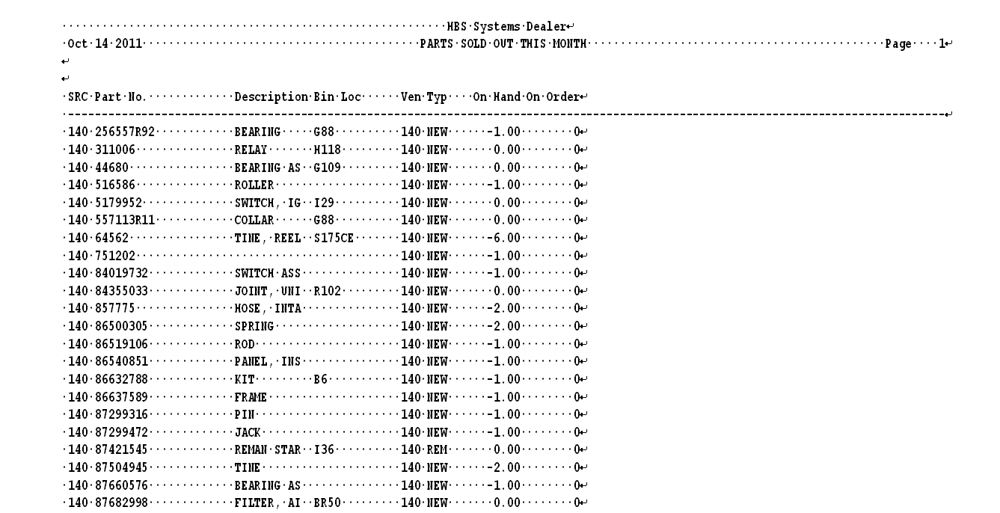 HBS Systems Dealer
Oct 14 2011 PARTS SOLD OUT THIS MONTH Page 1
SRC Part No. Description Bin Loc Ven Typ On Hand On Order
140 256557R92 BEARING G88 140 NEW -1.00 0
140 311006 RELAY H118 140 NEW 0.00 0
140 44680 BEARING AS G109 140 NEW 0.00 0
140 516586 ROLLER 140 NEW -1.00 0
140 5179952 SWITCH, IG I29 140 NEW 0.00 0
140 557113R11 COLLAR G88 140 NEW 0.00 0
140 64562 TINE, REEL S175CE 140 NEW -6.00 0
140 751202 140 NEW -1.00 0
140 84019732 SWITCH ASS 140 NEW -1.00 0
140 84355033 JOINT, UNI R102 140 NEW 0.00 0
140 857775 HOSE, INTA 140 NEW -2.00 0
140 86500305 SPRING 140 NEW -2.00 0
140 86519106 ROD 140 NEW -1.00 0
140 86540851 PANEL, INS 140 NEW -1.00 0
140 86632788 KIT B6 140 NEW -1.00 0
140 86637589 FRAME 140 NEW -1.00 0
140 87299316 PIN 140 NEW -1.00 0
140 87299472 JACK 140 NEW -1.00 0
140 87421545 REMAN STAR I36 140 REM 0.00 0
140 87504945 TINE 140 NEW -2.00 0
140 87660576 BEARING AS 140 NEW -1.00 0
140 87682998 FILTER, AI BR50 140 NEW 0.00 0